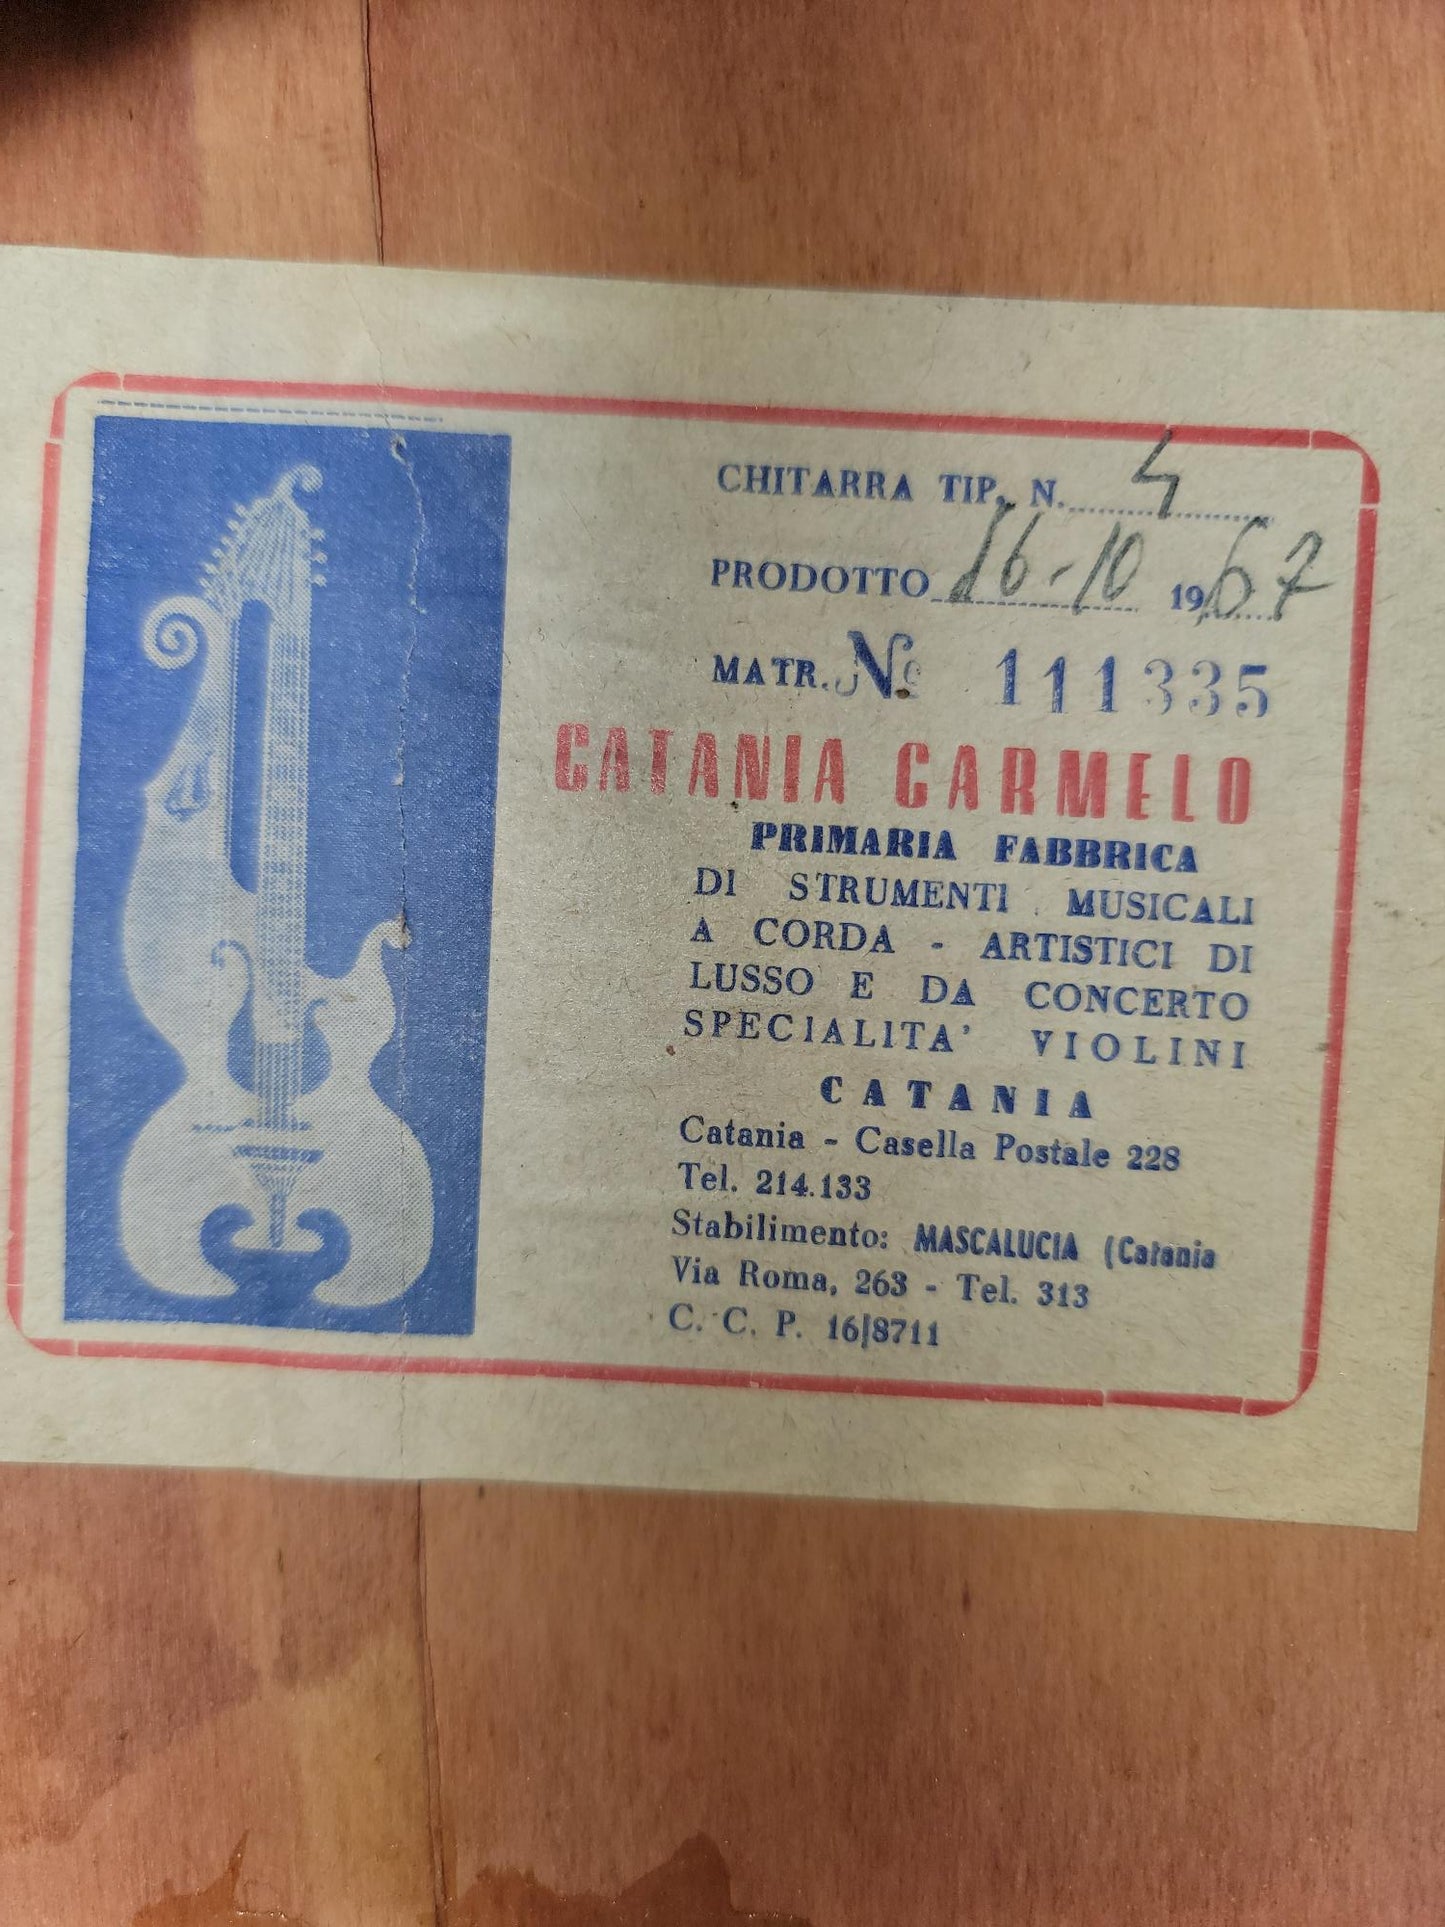 CHITARRA TIP. N. 4
PRODOTTO 16-10 1967
MATR. Nº 111335
CATANIA CARMELO
PRIMARIA FABBRICA
DI STRUMENTI MUSICALI
A CORDA - ARTISTICI DI
LUSSO E DA CONCERTO
SPECIALITA' VIOLINI
CATANIA
Catania - Casella Postale 228
Tel. 214.133
Stabilimento: MASCALUCIA (Catania
Via Roma, 263 - Tel. 313
C. C. P. 16/8711